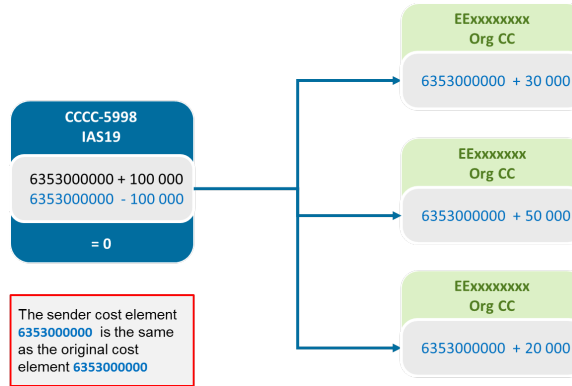 EExxxxxxxx
Org CC
6353000000 + 30 000
CCCC-5998
IAS19
6353000000 + 100 000
6353000000 - 100 000
= 0
EExxxxxxx
Org CC
6353000000 + 50 000
EExxxxxxxx
Org CC
6353000000 + 20 000
The sender cost element
6353000000 is the same
as the original cost
element 6353000000